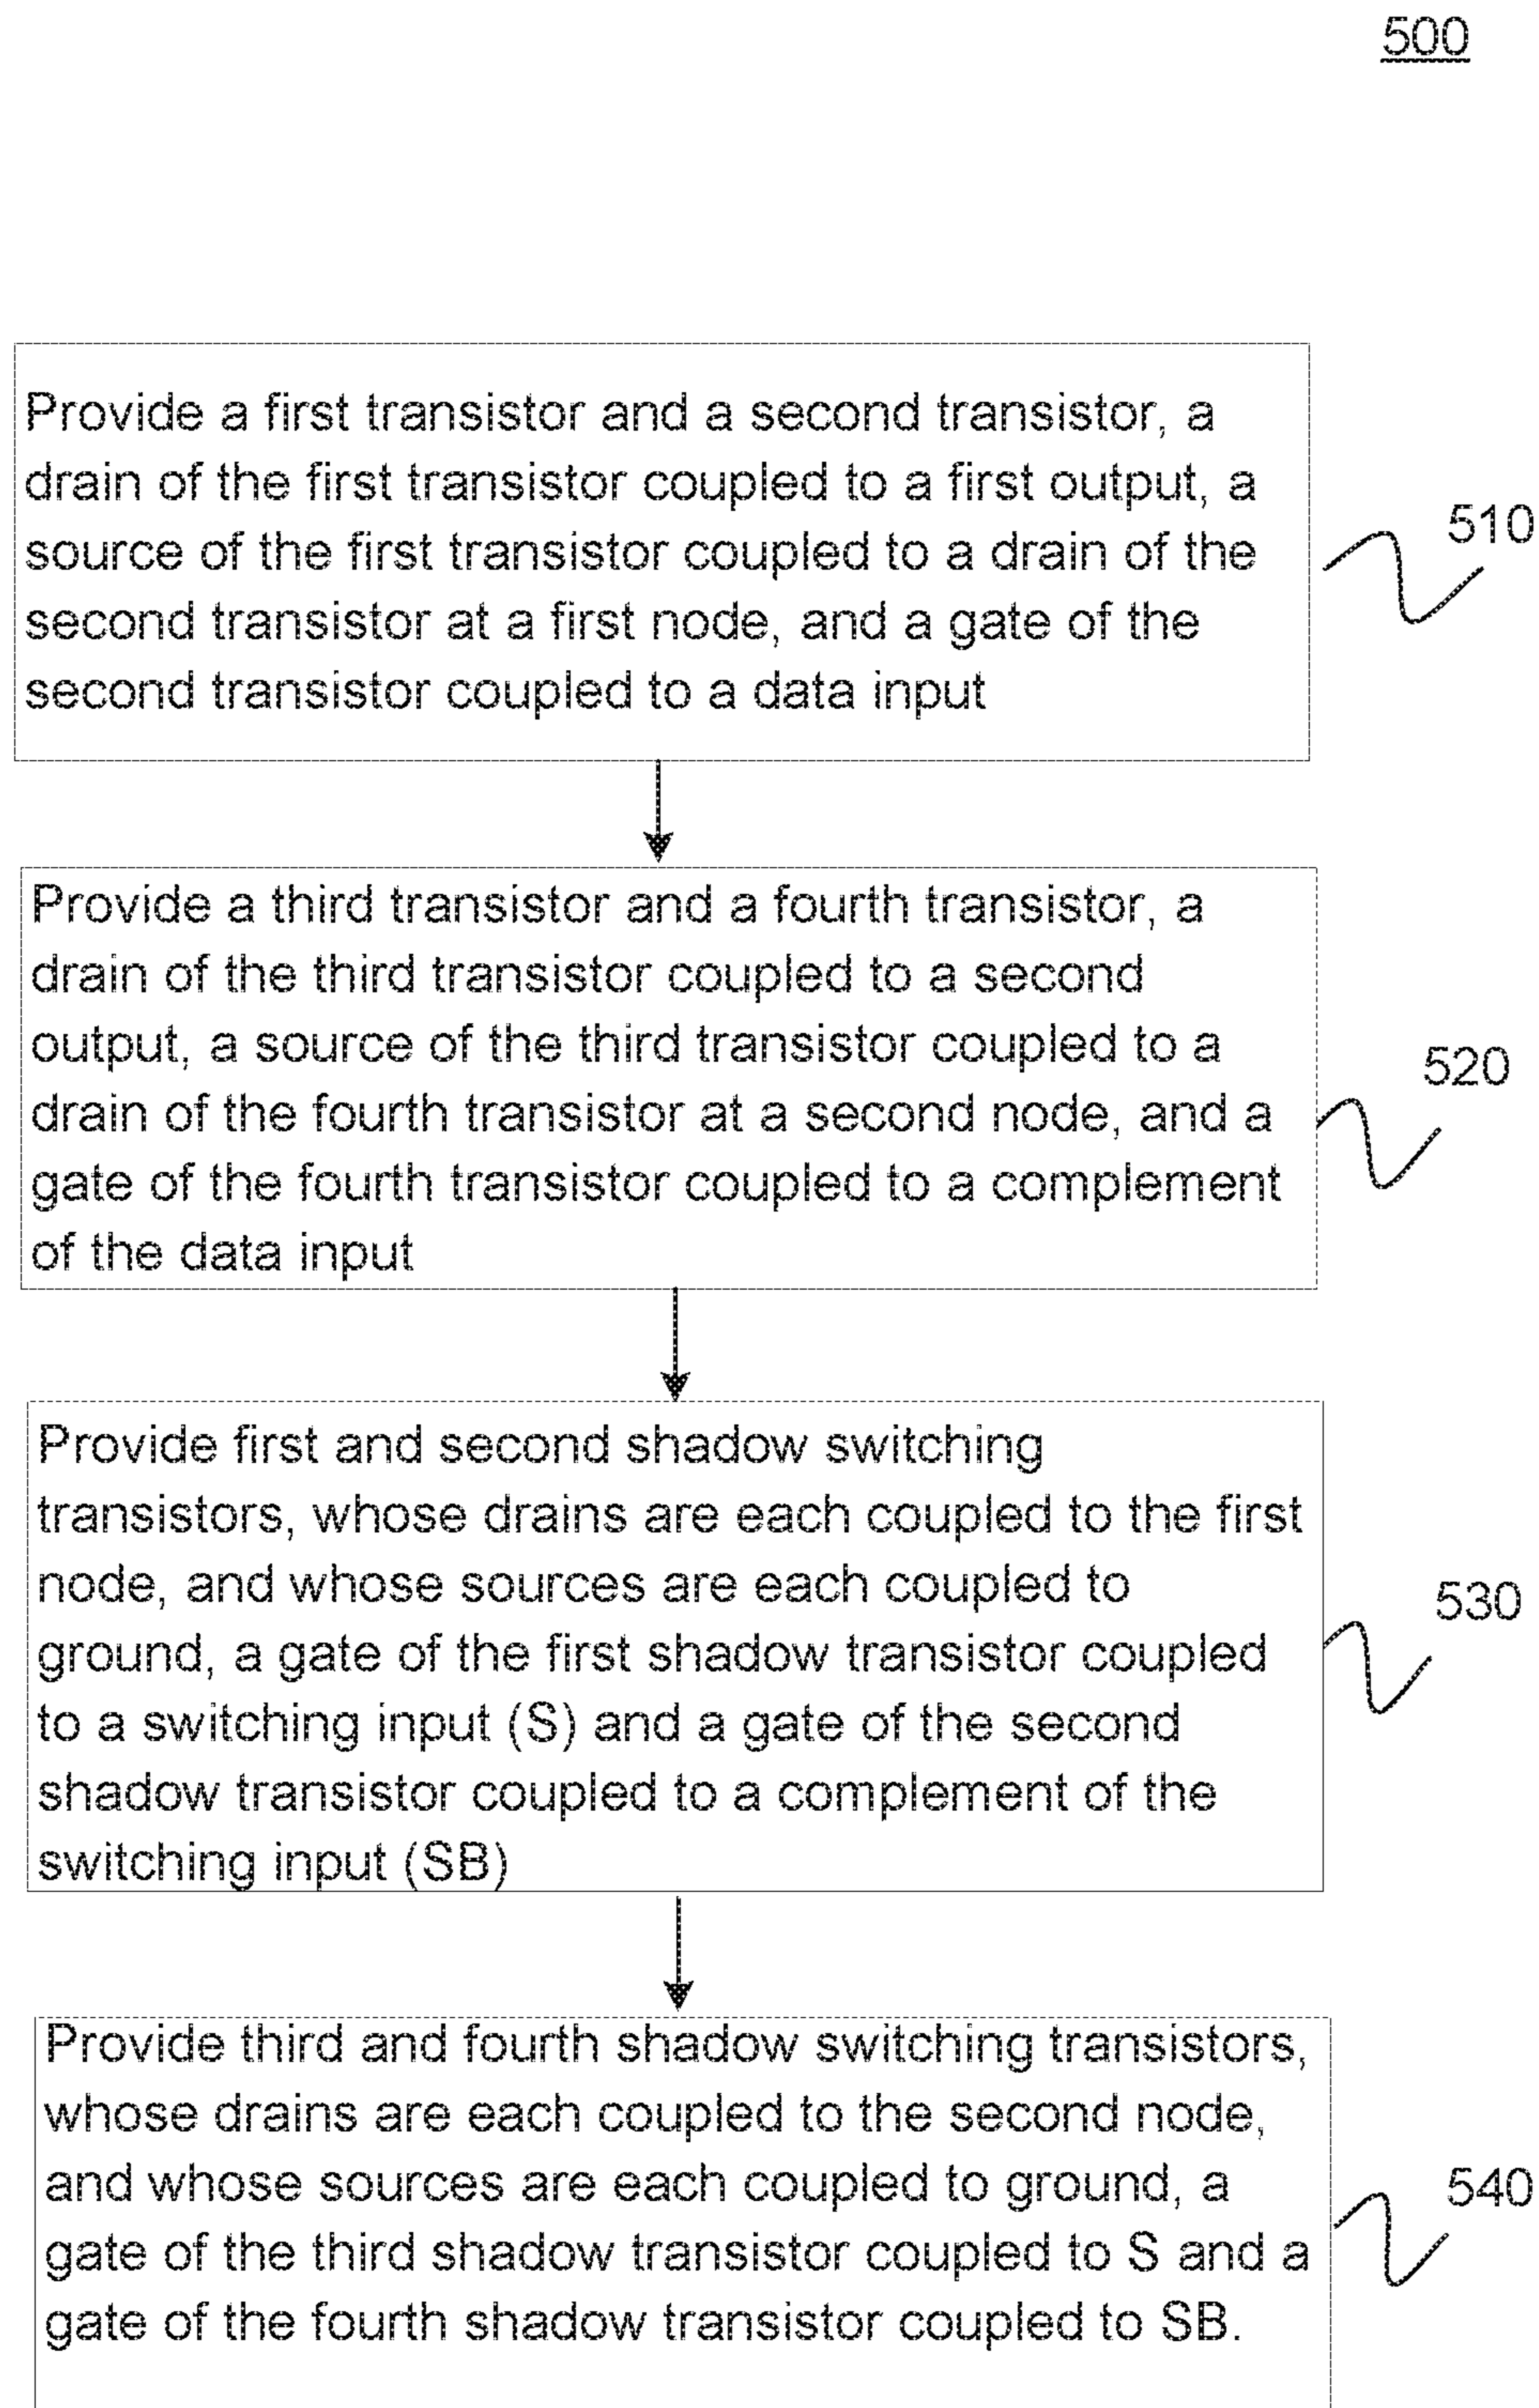 500
Provide a first transistor and a second transistor, a
drain of the first transistor coupled to a first output, a
source of the first transistor coupled to a drain of the
second transistor at a first node, and a gate of the
second transistor coupled to a data input
510
Provide a third transistor and a fourth transistor, a
drain of the third transistor coupled to a second
output, a source of the third transistor coupled to a
drain of the fourth transistor at a second node, and a
gate of the fourth transistor coupled to a complement
of the data input
520
Provide first and second shadow switching
transistors, whose drains are each coupled to the first
node, and whose sources are each coupled to
ground, a gate of the first shadow transistor coupled
to a switching input (S) and a gate of the second
shadow transistor coupled to a complement of the
switching input (SB)
530
Provide third and fourth shadow switching transistors,
whose drains are each coupled to the second node,
and whose sources are each coupled to ground, a
gate of the third shadow transistor coupled to S and a
gate of the fourth shadow transistor coupled to SB.
540